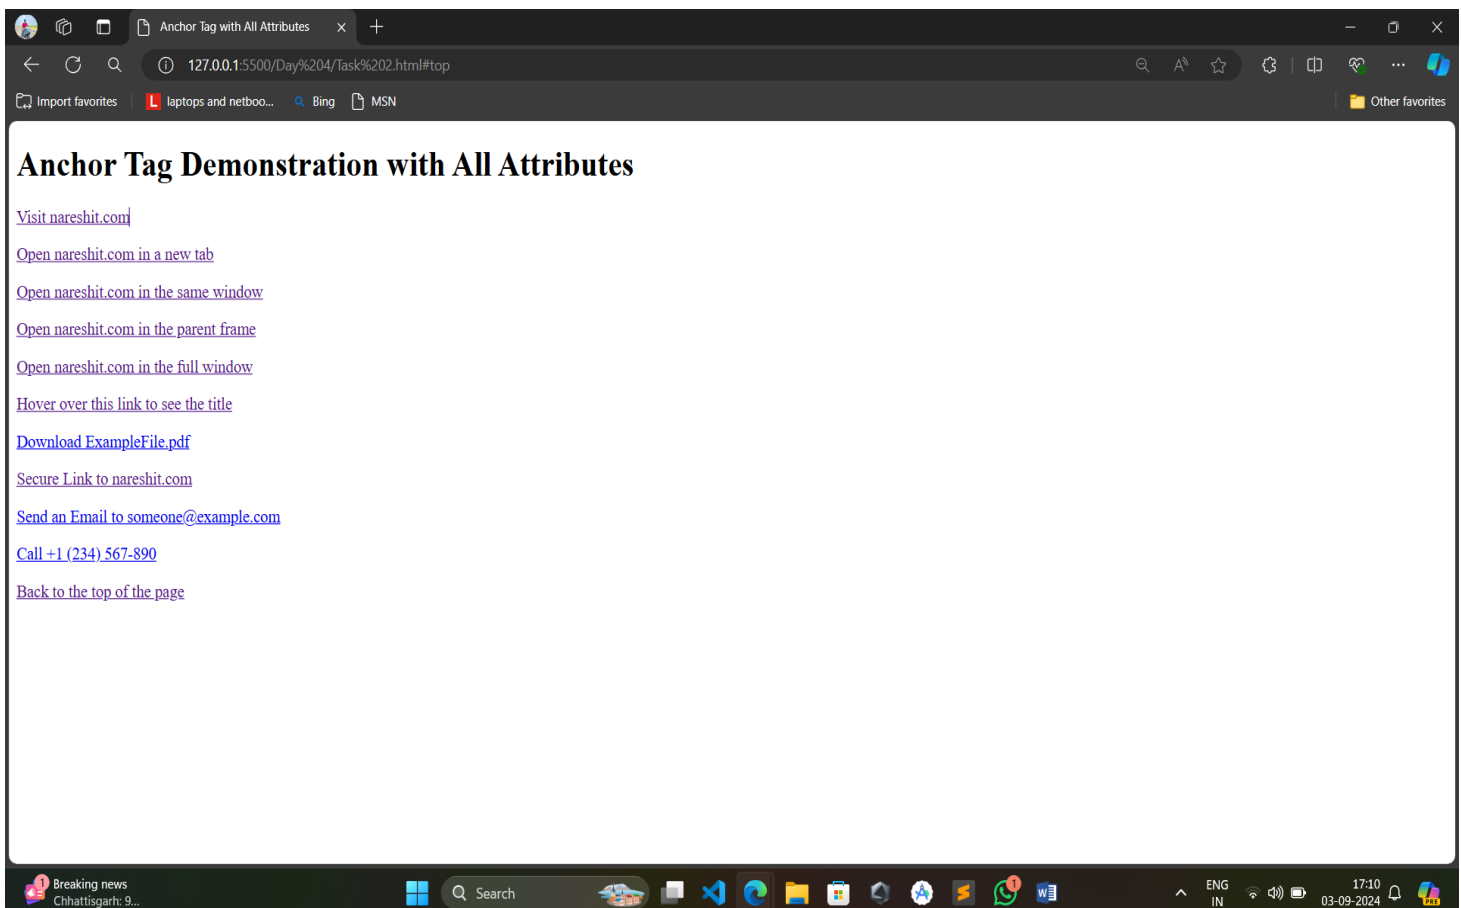 Anchor Tag with All Attributes
127.0.0.1:5500/Day%204/Task%202.html#top
Import favorites
L laptops and netboo...
Bing
MSN
Other favorites
Anchor Tag Demonstration with All Attributes
Visit nareshit.com
Open nareshit.com in a new tab
Open nareshit.com in the same window
Open nareshit.com in the parent frame
Open nareshit.com in the full window
Hover over this link to see the title
Download ExampleFile.pdf
Secure Link to nareshit.com
Send an Email to someone@example.com
Call +1 (234) 567-890
Back to the top of the page
1
Breaking news
Chhattisgarh: 9...
Search
1
ENG
IN
17:10
03-09-2024
PRE